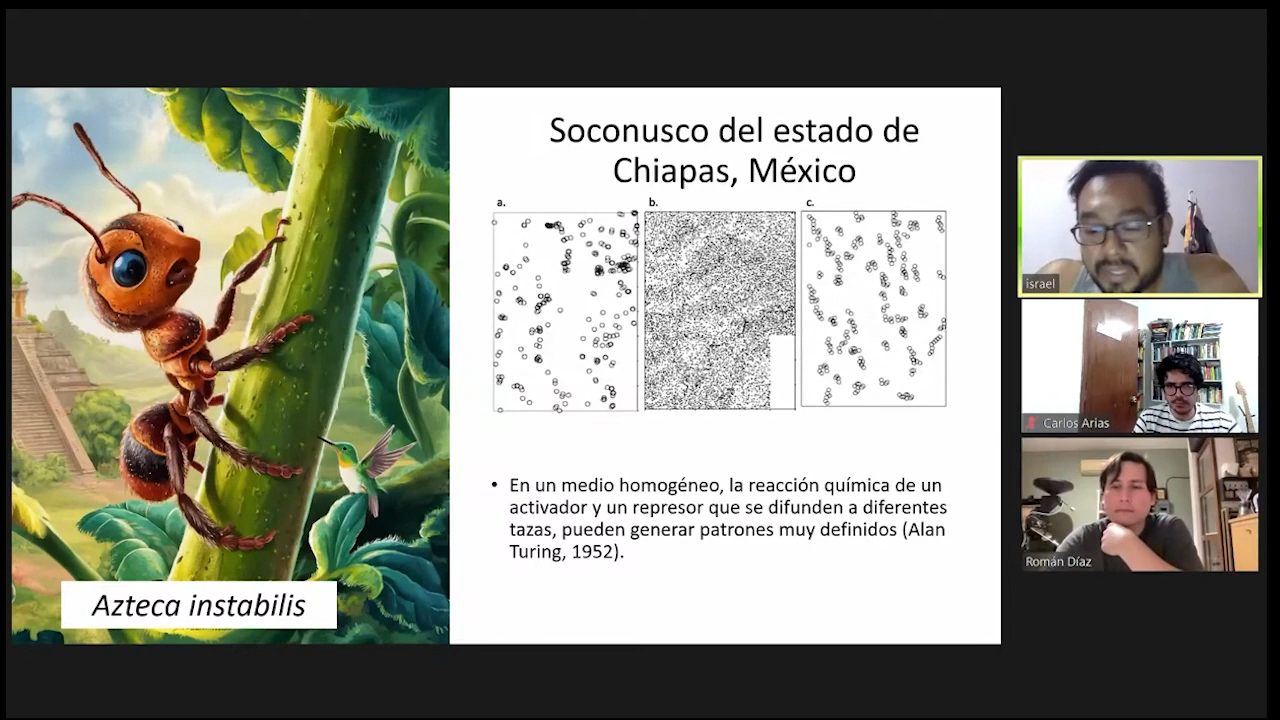 Soconusco del estado de
Chiapas, México
a.
b.
c.
• En un medio homogéneo, la reacción química de un
activador y un represor que se difunden a diferentes
tazas, pueden generar patrones muy definidos (Alan
Turing, 1952).
Azteca instabilis
israel
Carlos Arias
Román Díaz